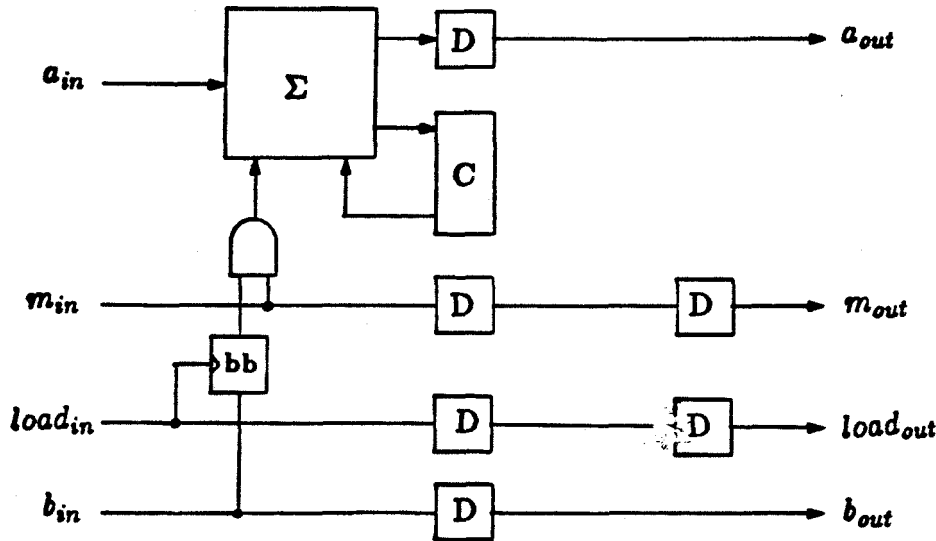 D
a_out
a_in
Σ
C
m_in
D
D
m_out
bb
load_in
D
D
load_out
b_in
D
b_out